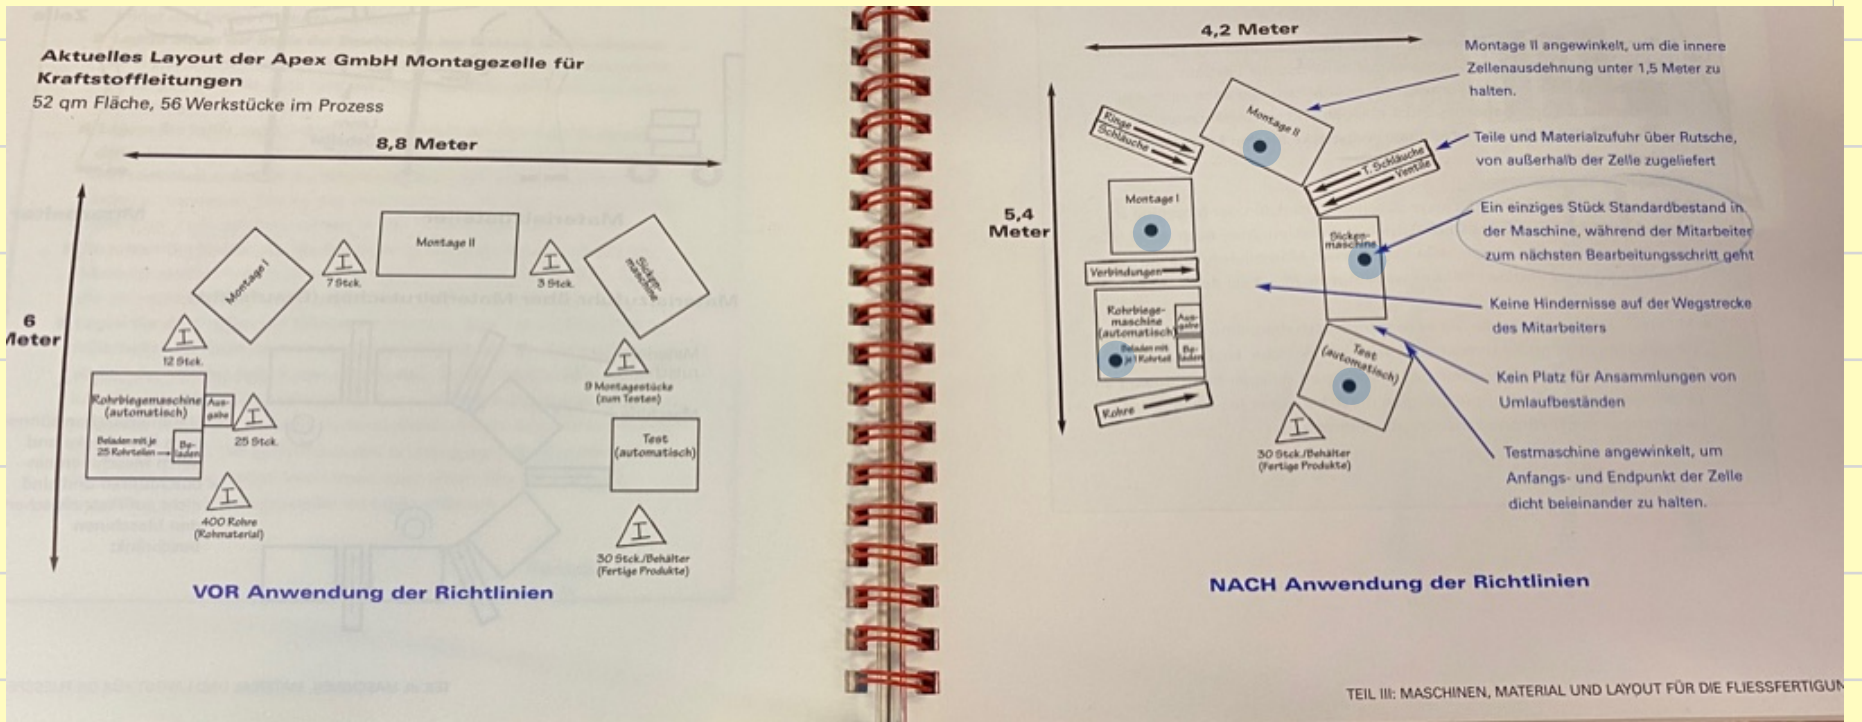 Aktuelles Layout der Apex GmbH Montagezelle für
Kraftstoffleitungen
52 qm Fläche, 56 Werkstücke im Prozess
8,8 Meter
6
Meter
Montage I
I
7 Stck.
Montage II
I
3 Stck.
Sicken-
maschine
I
12 Stck.
I
9 Montagestücke
(zum Testen)
Rohrbiegemaschine
(automatisch)
Aus-
gabe
Beladen mit je
25 Rohrteilen
Be-
laden
I
25 Stck.
Test
(automatisch)
I
400 Rohre
(Rohmaterial)
I
30 Stck./Behälter
(Fertige Produkte)
VOR Anwendung der Richtlinien
4,2 Meter
5,4
Meter
Ringe
Schläuche
Montage II
T. Schläuche
Ventile
Montage I
Sicken-
maschine
Verbindungen
Rohrbiege-
maschine
(automatisch)
Aus-
gabe
Beladen mit
je 1 Rohrteil
Be-
laden
Rohre
Test
(automatisch)
I
30 Stck./Behälter
(Fertige Produkte)
Montage II angewinkelt, um die innere
Zellenausdehnung unter 1,5 Meter zu
halten.
Teile und Materialzufuhr über Rutsche,
von außerhalb der Zelle zugeliefert
Ein einziges Stück Standardbestand in
der Maschine, während der Mitarbeiter
zum nächsten Bearbeitungsschritt geht
Keine Hindernisse auf der Wegstrecke
des Mitarbeiters
Kein Platz für Ansammlungen von
Umlaufbeständen
Testmaschine angewinkelt, um
Anfangs- und Endpunkt der Zelle
dicht beieinander zu halten.
NACH Anwendung der Richtlinien
TEIL III: MASCHINEN, MATERIAL UND LAYOUT FÜR DIE FLIESSFERTIGUN